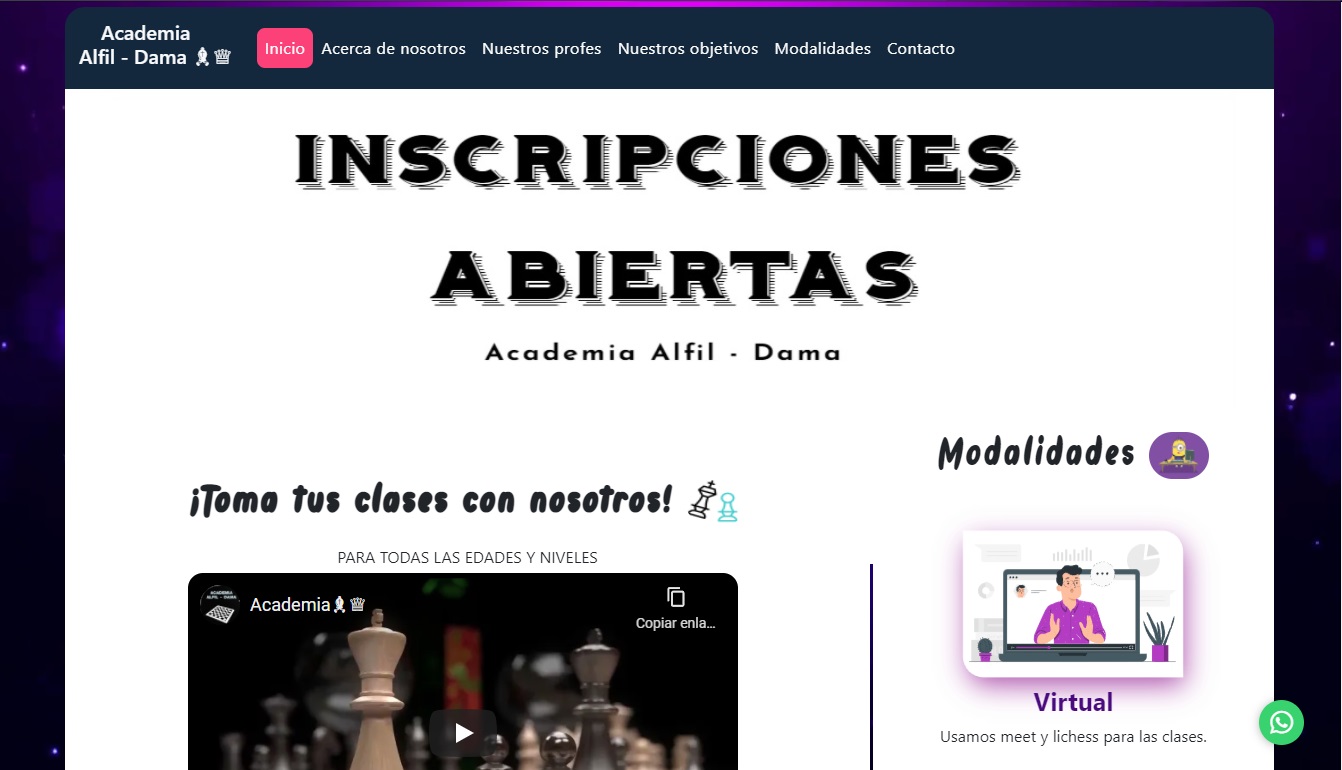 Academia
Alfil - Dama ♝♛
Inicio Acerca de nosotros Nuestros profes Nuestros objetivos Modalidades Contacto
INSCRIPCIONES
ABIERTAS
Academia Alfil - Dama
¡Toma tus clases con nosotros!
PARA TODAS LAS EDADES Y NIVELES
ACADEMIA
ALFIL - DAMA
Academia♝♛
Copiar enla...
Modalidades
Virtual
Usamos meet y lichess para las clases.